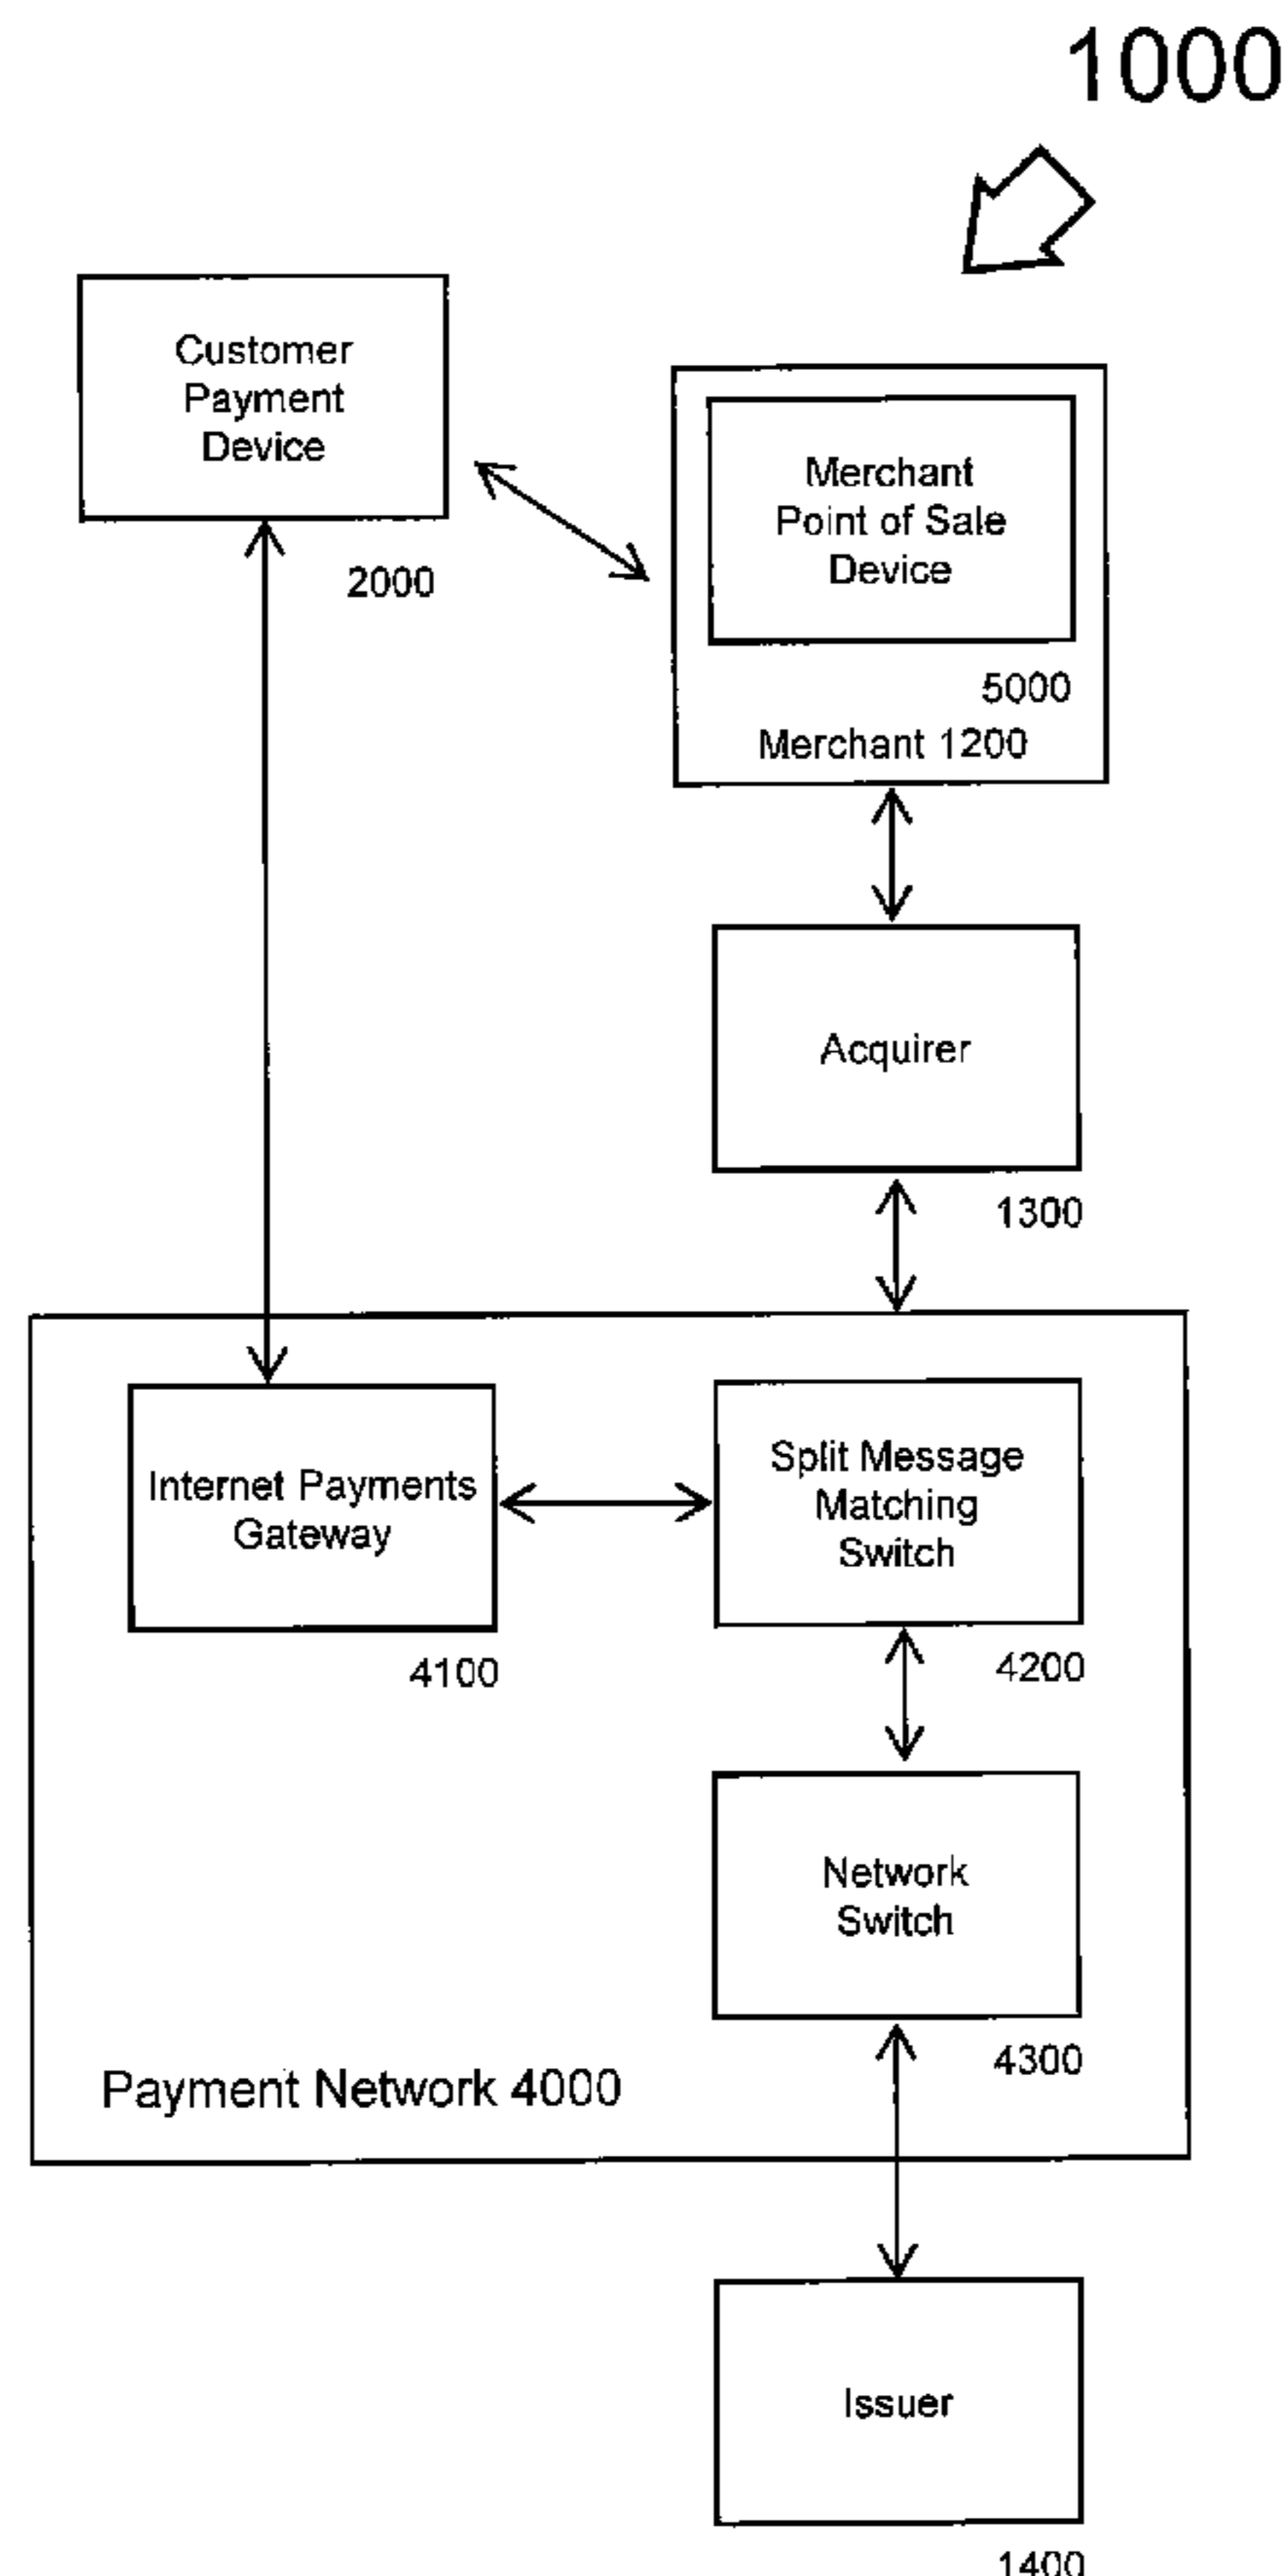 1000
Customer
Payment
Device
2000
Merchant
Point of Sale
Device
5000
Merchant 1200
Acquirer
1300
Internet Payments
Gateway
4100
Split Message
Matching
Switch
4200
Network
Switch
4300
Payment Network 4000
Issuer
1400